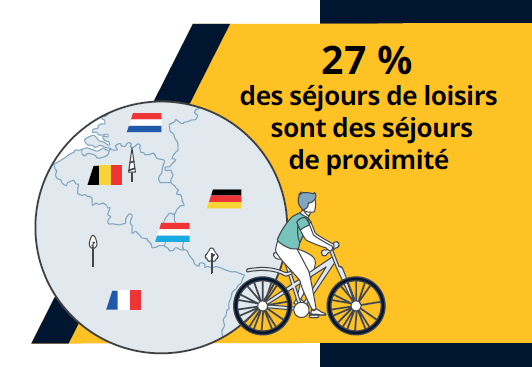 27 %
des séjours de loisirs
sont des séjours
de proximité